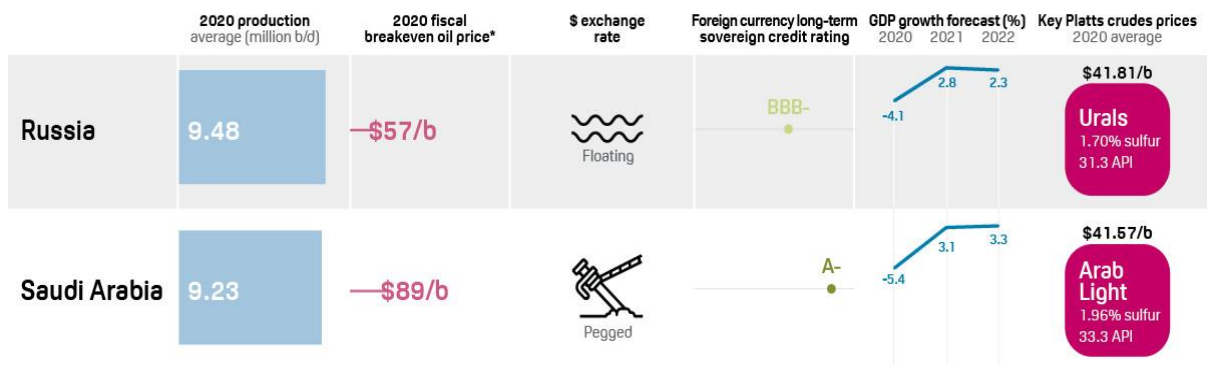 2020 production
average (million b/d)
2020 fiscal
breakeven oil price*
$ exchange
rate
Foreign currency long-term
sovereign credit rating
GDP growth forecast (%)
2020 2021 2022
Key Platts crudes prices
2020 average
Russia
9.48
$57/b
Floating
BBB-
-4.1
2.8
2.3
$41.81/b
Urals
1.70% sulfur
31.3 API
Saudi Arabia
9.23
$89/b
Pegged
A-
-5.4
3.1
3.3
$41.57/b
Arab
Light
1.96% sulfur
33.3 API